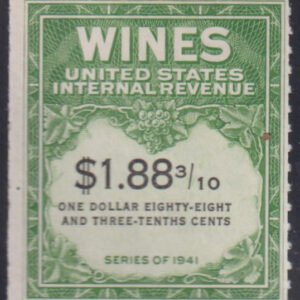 WINES
UNITED STATES
INTERNAL REVENUE
$1.88 3/10
ONE DOLLAR EIGHTY-EIGHT
AND THREE-TENTHS CENTS
SERIES OF 1941